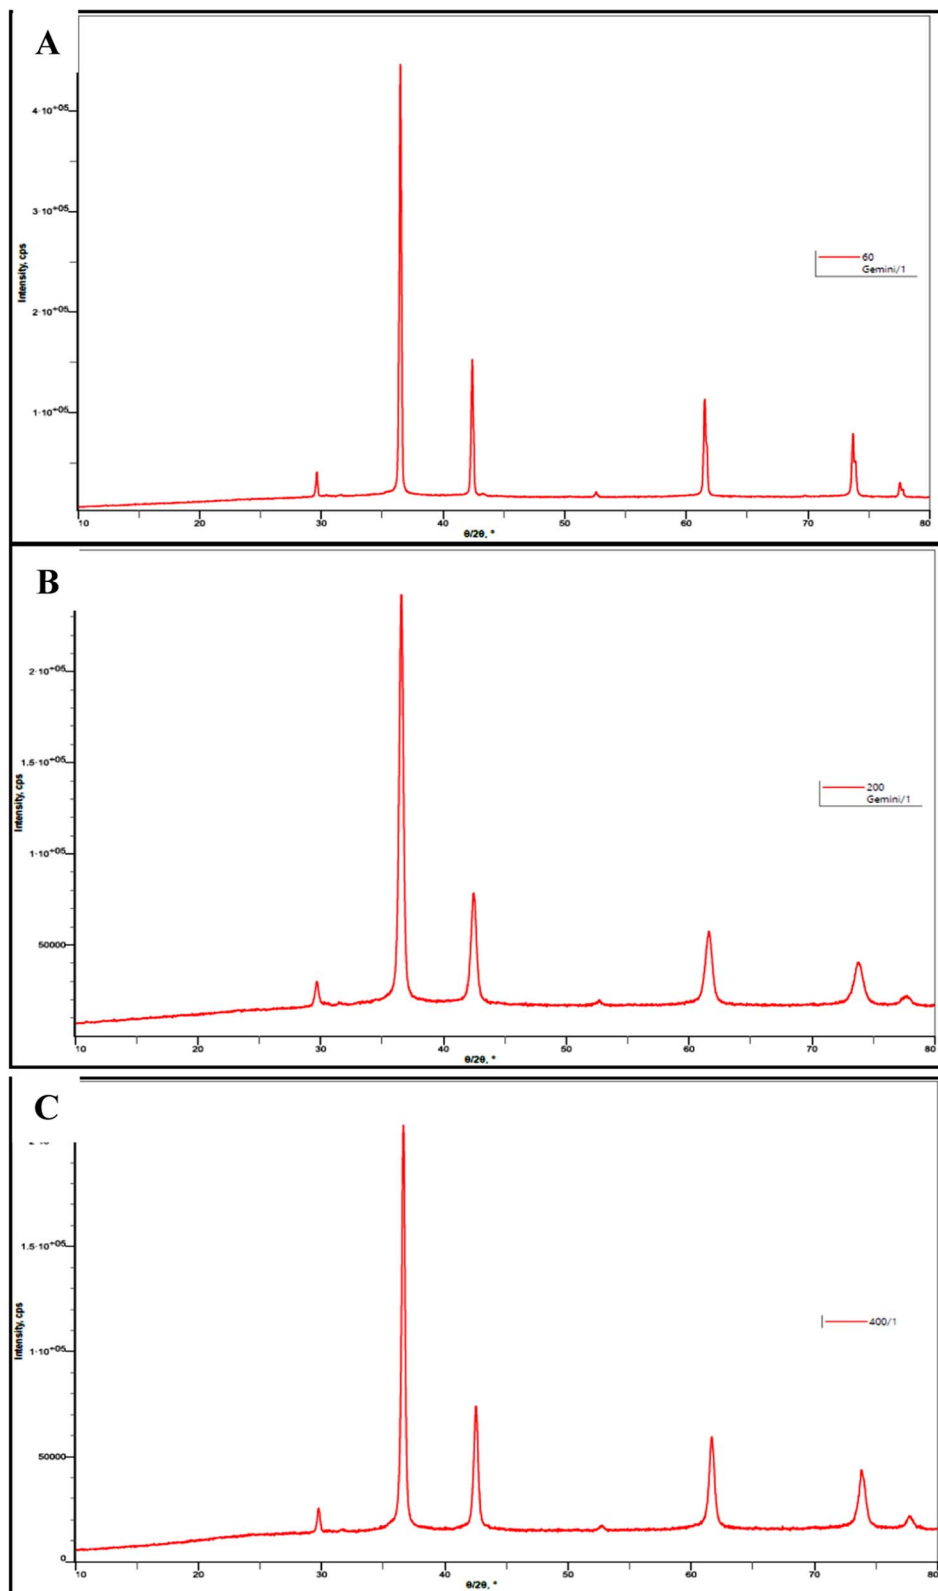 A
4·10+05
3·10+05
2·10+05
1·10+05
Intensity, cps
60
Gemini/1
10 20 30 40 50 60 70 80
θ/2θ, °
B
2·10+05
1.5·10+05
1·10+05
50000
Intensity, cps
200
Gemini/1
10 20 30 40 50 60 70 80
θ/2θ, °
C
1.5·10+05
1·10+05
50000
0
Intensity, cps
400/1
10 20 30 40 50 60 70 80
θ/2θ, °